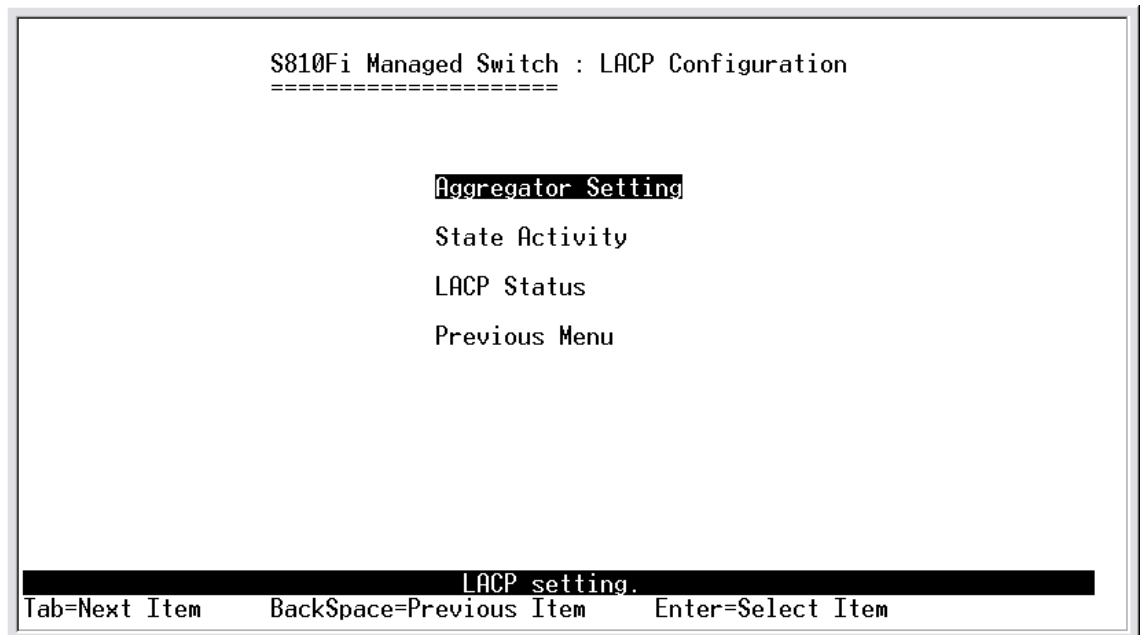 S810Fi Managed Switch : LACP Configuration
=====================
Aggregator Setting
State Activity
LACP Status
Previous Menu
LACP setting.
Tab=Next Item BackSpace=Previous Item Enter=Select Item